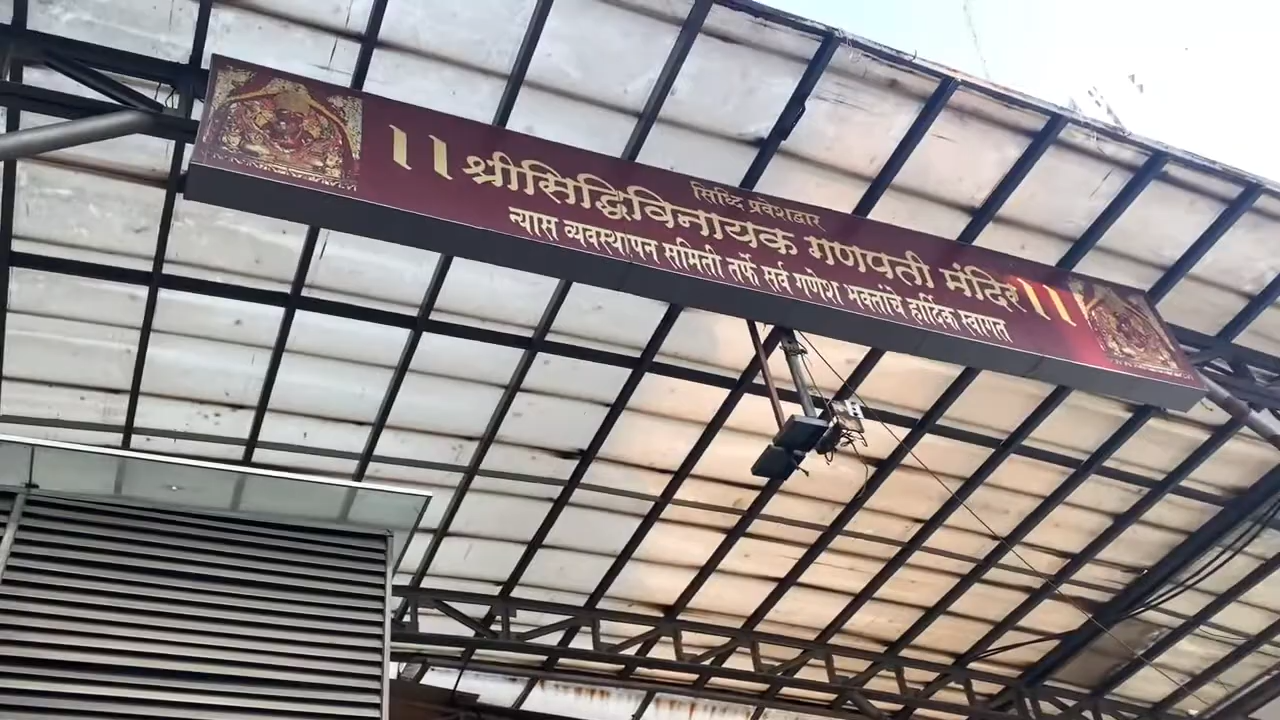 सिध्दि प्रवेशद्वार
।।श्रीसिद्धिविनायक गणपती मंदिर।।
न्यास व्यवस्थापन समिती तर्फे सर्व गणेश भक्तांचे हार्दिक स्वागत